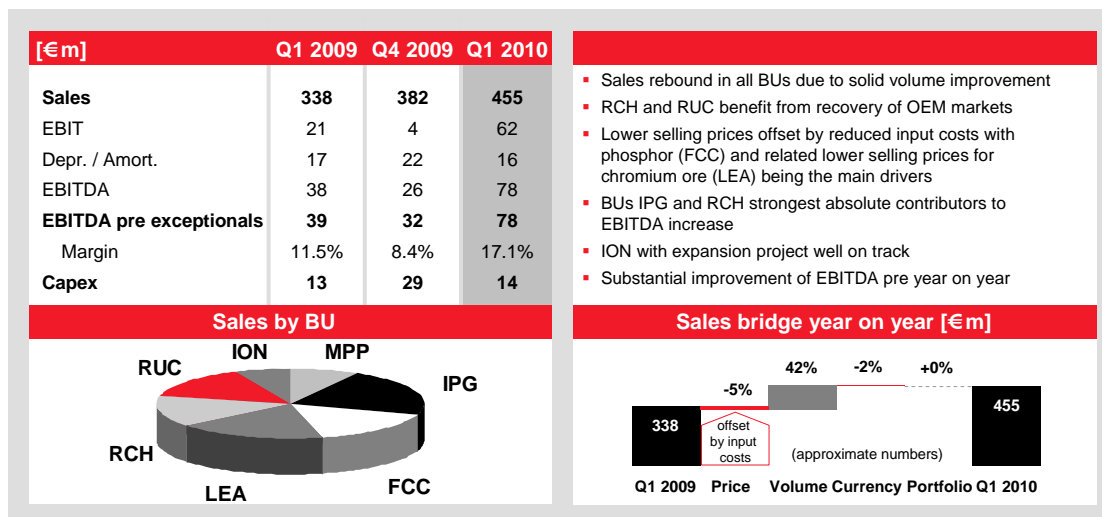 [€m] Q1 2009 Q4 2009 Q1 2010
Sales 338 382 455
EBIT 21 4 62
Depr. / Amort. 17 22 16
EBITDA 38 26 78
EBITDA pre exceptionals 39 32 78
Margin 11.5% 8.4% 17.1%
Capex 13 29 14
▪ Sales rebound in all BUs due to solid volume improvement
▪ RCH and RUC benefit from recovery of OEM markets
▪ Lower selling prices offset by reduced input costs with
phosphor (FCC) and related lower selling prices for
chromium ore (LEA) being the main drivers
▪ BUs IPG and RCH strongest absolute contributors to
EBITDA increase
▪ ION with expansion project well on track
▪ Substantial improvement of EBITDA pre year on year
Sales by BU
ION MPP
RUC
IPG
RCH
FCC
LEA
Sales bridge year on year [€m]
42% -2% +0%
-5%
338
455
offset
by input
costs
(approximate numbers)
Q1 2009 Price Volume Currency Portfolio Q1 2010